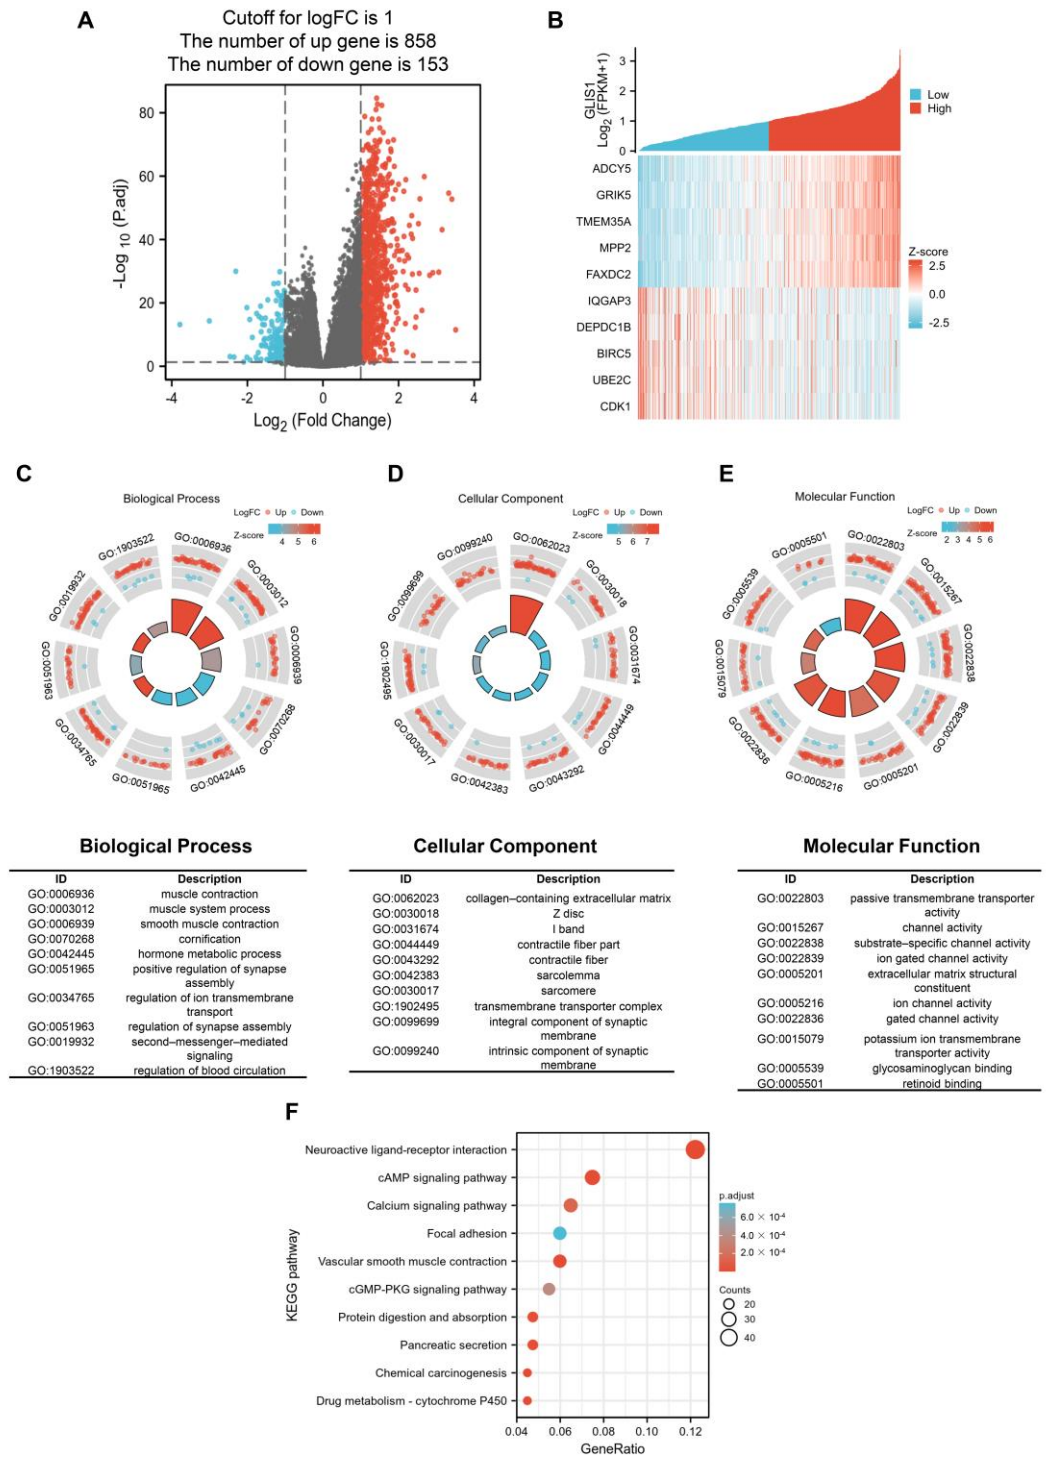 A
Cutoff for logFC is 1
The number of up gene is 858
The number of down gene is 153
-Log 10 (P.adj)
80
60
40
20
0
-4 -2 0 2 4
Log2 (Fold Change)
B
GLIS1
Log2 (FPKM+1)
3
2
1
0
Low
High
ADCY5
GRIK5
TMEM35A
MPP2
FAXDC2
IQGAP3
DEPDC1B
BIRC5
UBE2C
CDK1
Z-score
2.5
0.0
-2.5
C
Biological Process
LogFC Up Down
Z-score 4 5 6
GO:0006936
GO:0003012
GO:0006939
GO:0070268
GO:0042445
GO:0051965
GO:0034765
GO:0051963
GO:0019932
GO:1903522
D
Cellular Component
LogFC Up Down
Z-score 5 6 7
GO:0062023
GO:0030018
GO:0031674
GO:0044449
GO:0043292
GO:0042383
GO:0030017
GO:1902495
GO:0099699
GO:0099240
E
Molecular Function
LogFC Up Down
Z-score 2 3 4 5 6
GO:0022803
GO:0015267
GO:0022838
GO:0022839
GO:0005201
GO:0005216
GO:0022836
GO:0015079
GO:0005539
GO:0005501
Biological Process
ID Description
GO:0006936 muscle contraction
GO:0003012 muscle system process
GO:0006939 smooth muscle contraction
GO:0070268 cornification
GO:0042445 hormone metabolic process
GO:0051965 positive regulation of synapse
assembly
GO:0034765 regulation of ion transmembrane
transport
GO:0051963 regulation of synapse assembly
GO:0019932 second–messenger–mediated
signaling
GO:1903522 regulation of blood circulation
Cellular Component
ID Description
GO:0062023 collagen–containing extracellular matrix
GO:0030018 Z disc
GO:0031674 I band
GO:0044449 contractile fiber part
GO:0043292 contractile fiber
GO:0042383 sarcolemma
GO:0030017 sarcomere
GO:1902495 transmembrane transporter complex
GO:0099699 integral component of synaptic
membrane
GO:0099240 intrinsic component of synaptic
membrane
Molecular Function
ID Description
GO:0022803 passive transmembrane transporter
activity
GO:0015267 channel activity
GO:0022838 substrate–specific channel activity
GO:0022839 ion gated channel activity
GO:0005201 extracellular matrix structural
constituent
GO:0005216 ion channel activity
GO:0022836 gated channel activity
GO:0015079 potassium ion transmembrane
transporter activity
GO:0005539 glycosaminoglycan binding
GO:0005501 retinoid binding
F
KEGG pathway
Neuroactive ligand-receptor interaction
cAMP signaling pathway
Calcium signaling pathway
Focal adhesion
Vascular smooth muscle contraction
cGMP-PKG signaling pathway
Protein digestion and absorption
Pancreatic secretion
Chemical carcinogenesis
Drug metabolism - cytochrome P450
0.04 0.06 0.08 0.10 0.12
GeneRatio
p.adjust
6.0 × 10⁻⁴
4.0 × 10⁻⁴
2.0 × 10⁻⁴
Counts
20
30
40